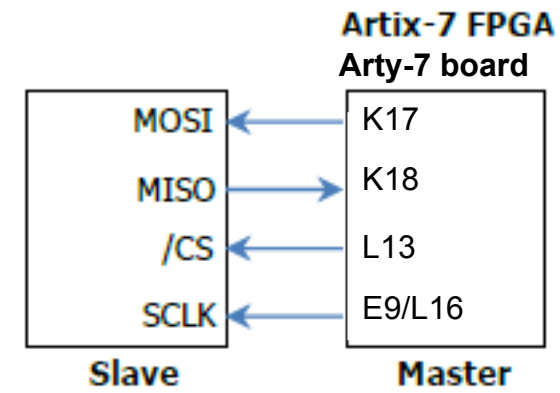 Artix-7 FPGA
Arty-7 board
MOSI K17
MISO K18
/CS L13
SCLK E9/L16
Slave Master